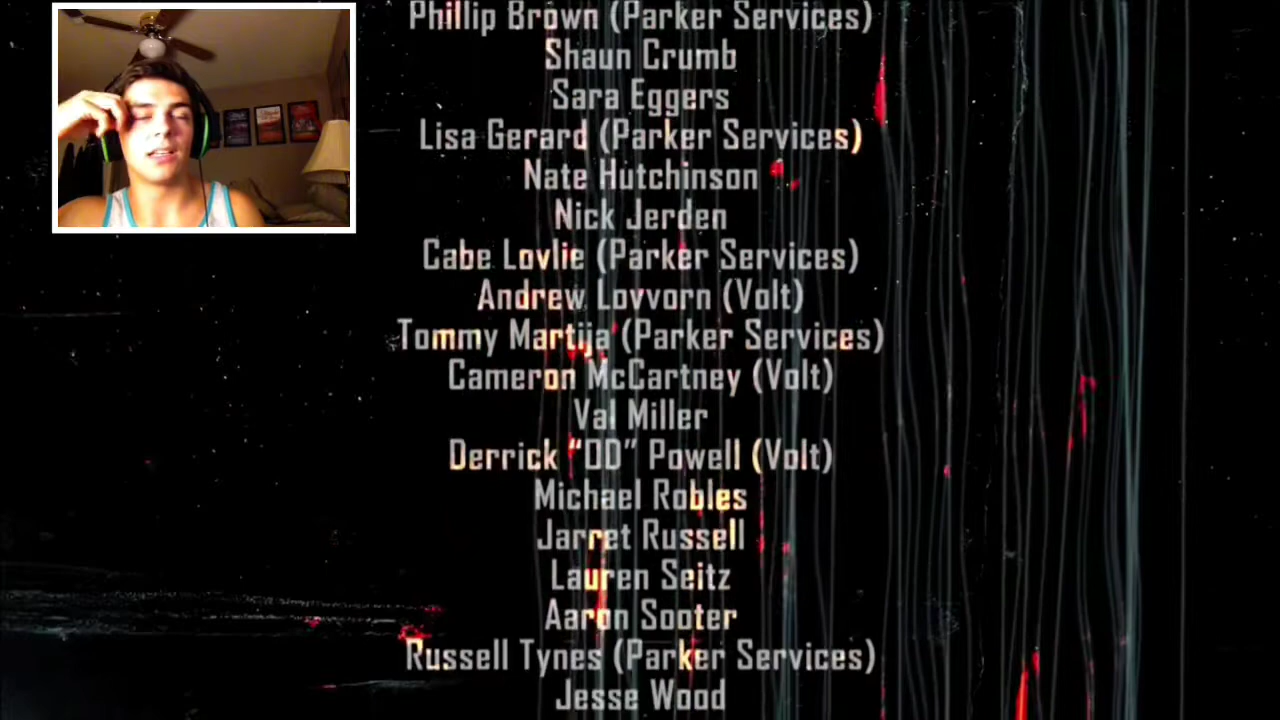 Phillip Brown (Parker Services)
Shaun Crumb
Sara Eggers
Lisa Gerard (Parker Services)
Nate Hutchinson
Nick Jerden
Cabe Lovlie (Parker Services)
Andrew Lovvorn (Volt)
Tommy Martija (Parker Services)
Cameron McCartney (Volt)
Val Miller
Derrick “OD” Powell (Volt)
Michael Robles
Jarret Russell
Lauren Seitz
Aaron Sooter
Russell Tynes (Parker Services)
Jesse Wood